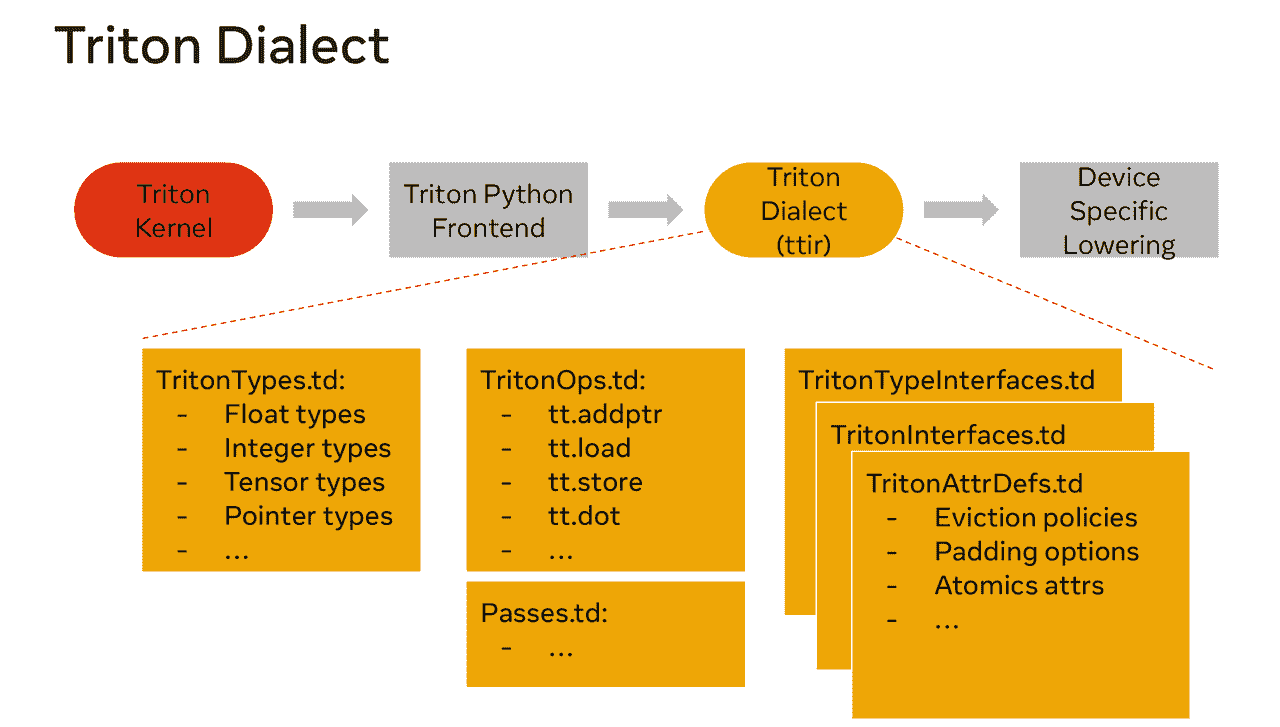 Triton Dialect
Triton
Kernel
Triton Python
Frontend
Triton
Dialect
(ttir)
Device
Specific
Lowering
TritonTypes.td:
- Float types
- Integer types
- Tensor types
- Pointer types
- ...
TritonOps.td:
- tt.addptr
- tt.load
- tt.store
- tt.dot
- ...
Passes.td:
- ...
TritonTypeInterfaces.td
TritonInterfaces.td
TritonAttrDefs.td
- Eviction policies
- Padding options
- Atomics attrs
- ...